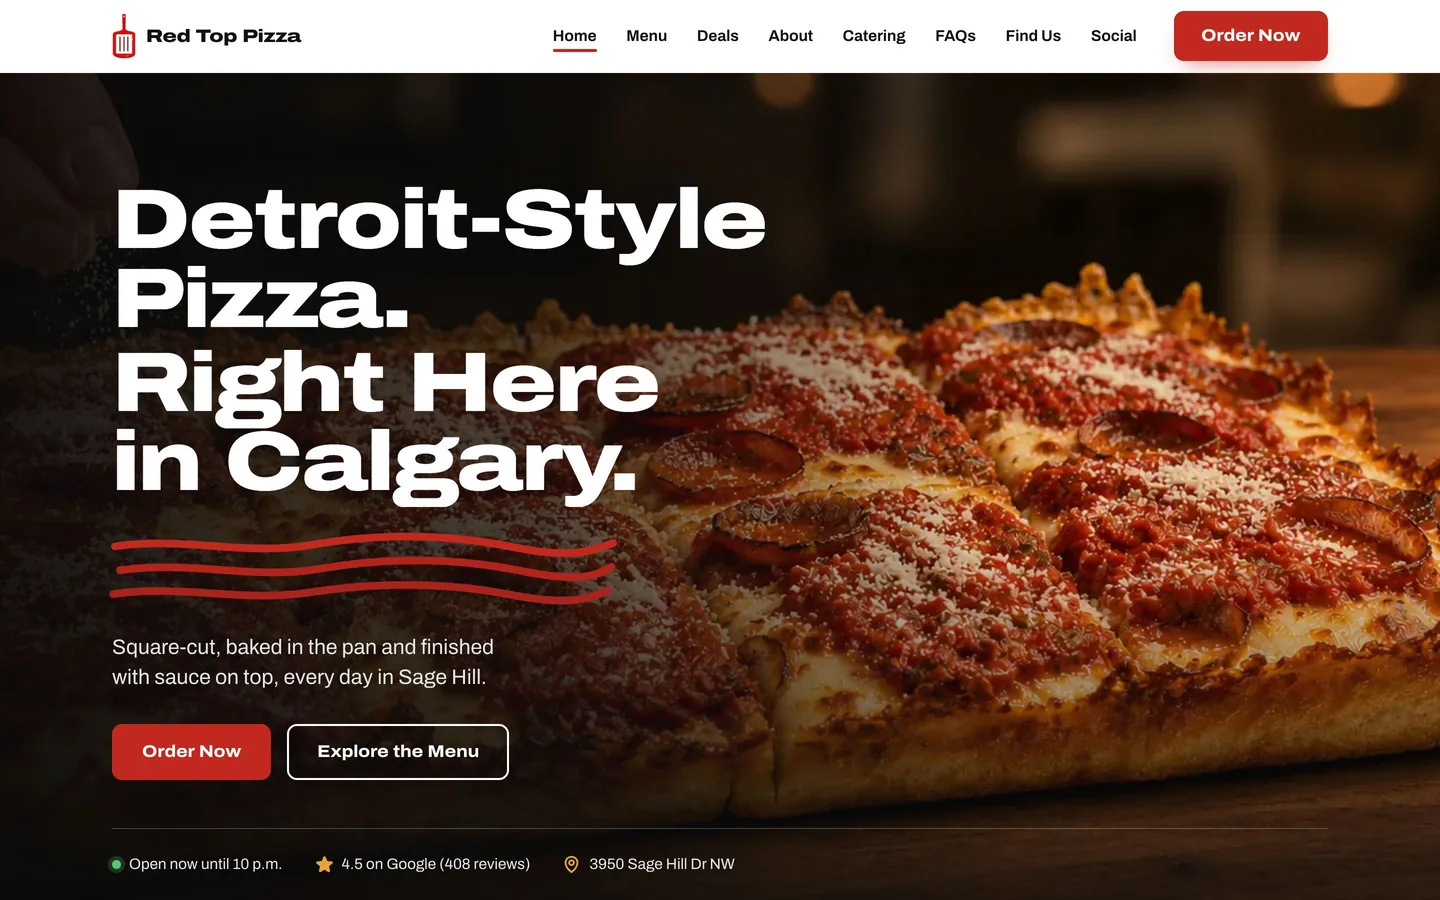 Red Top Pizza
Home
Menu
Deals
About
Catering
FAQs
Find Us
Social
Order Now
Detroit-Style
Pizza.
Right Here
in Calgary.
Square-cut, baked in the pan and finished
with sauce on top, every day in Sage Hill.
Order Now
Explore the Menu
Open now until 10 p.m.
4.5 on Google (408 reviews)
3950 Sage Hill Dr NW